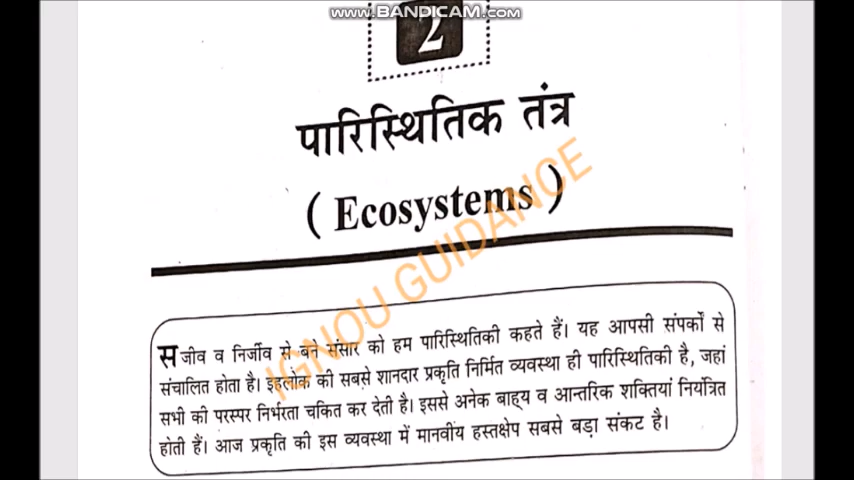 www.BANDICAM.com
2
पारिस्थितिक तंत्र
( Ecosystems )
IGNOU GUIDANCE
सजीव व निर्जीव से बने संसार को हम पारिस्थितिकी कहते हैं। यह आपसी संपर्कों से
संचालित होता है। इहलोक की सबसे शानदार प्रकृति निर्मित व्यवस्था ही पारिस्थितिकी है, जहां
सभी की परस्पर निर्भरता चकित कर देती है। इससे अनेक बाह्य व आन्तरिक शक्तियां नियंत्रित
होती हैं। आज प्रकृति की इस व्यवस्था में मानवीय हस्तक्षेप सबसे बड़ा संकट है।